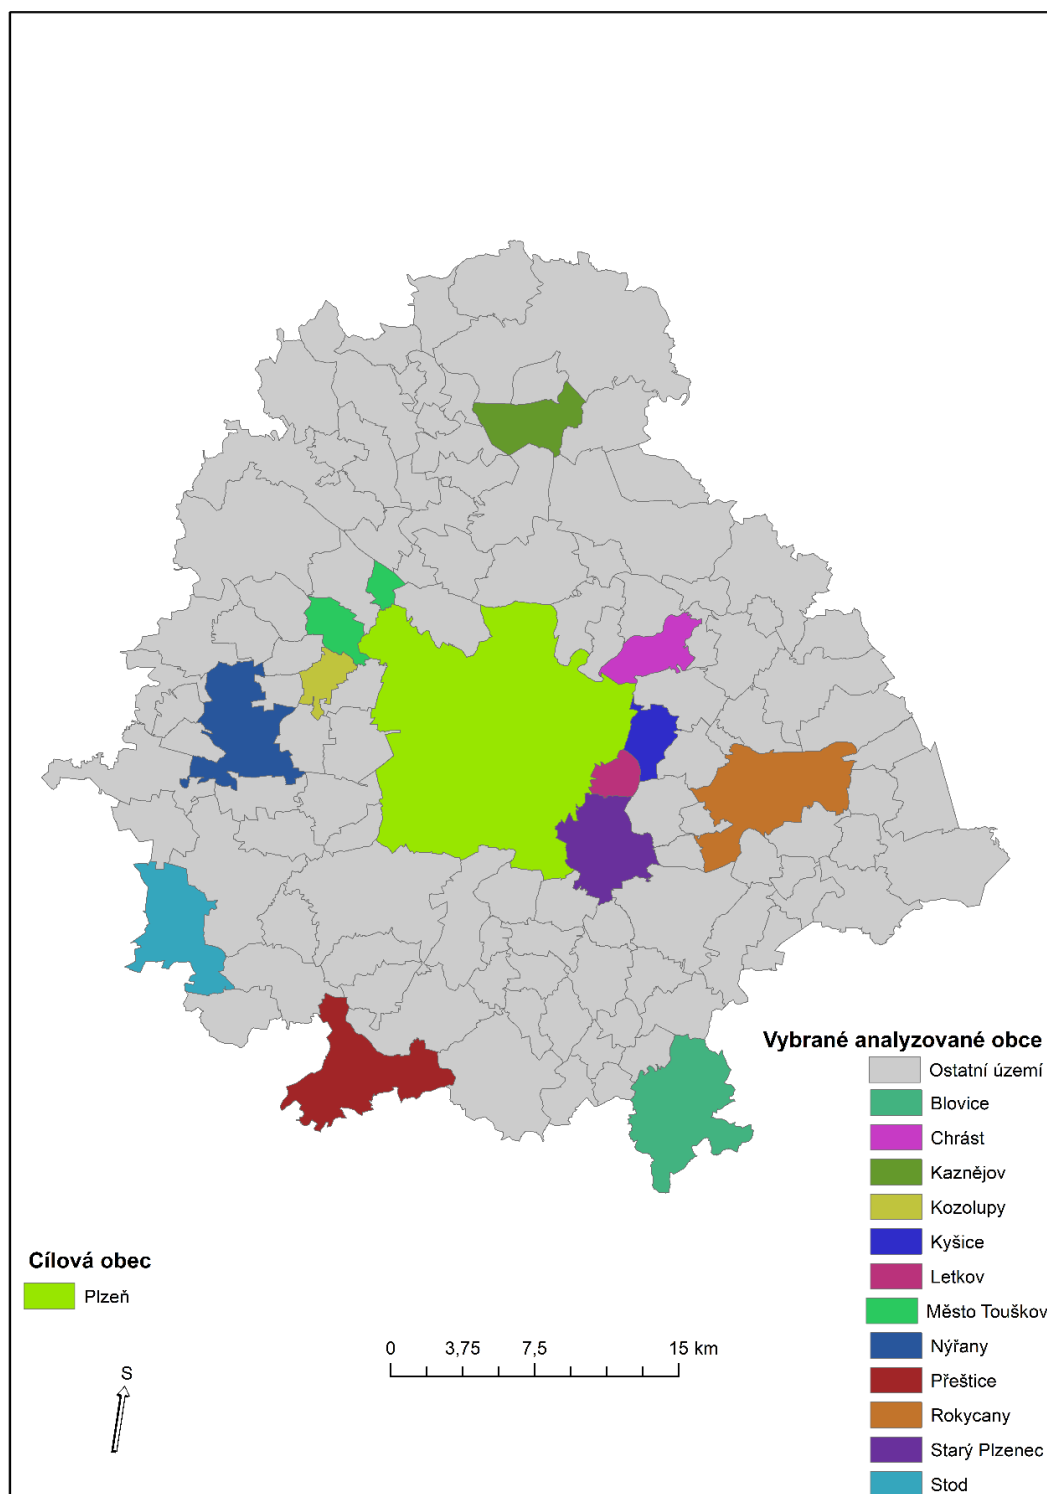 Vybrané analyzované obce
Ostatní území
Blovice
Chrást
Kaznějov
Kozolupy
Kyšice
Letkov
Město Touškov
Nýřany
Přeštice
Rokycany
Starý Plzenec
Stod
Cílová obec
Plzeň
0 3,75 7,5 15 km
S